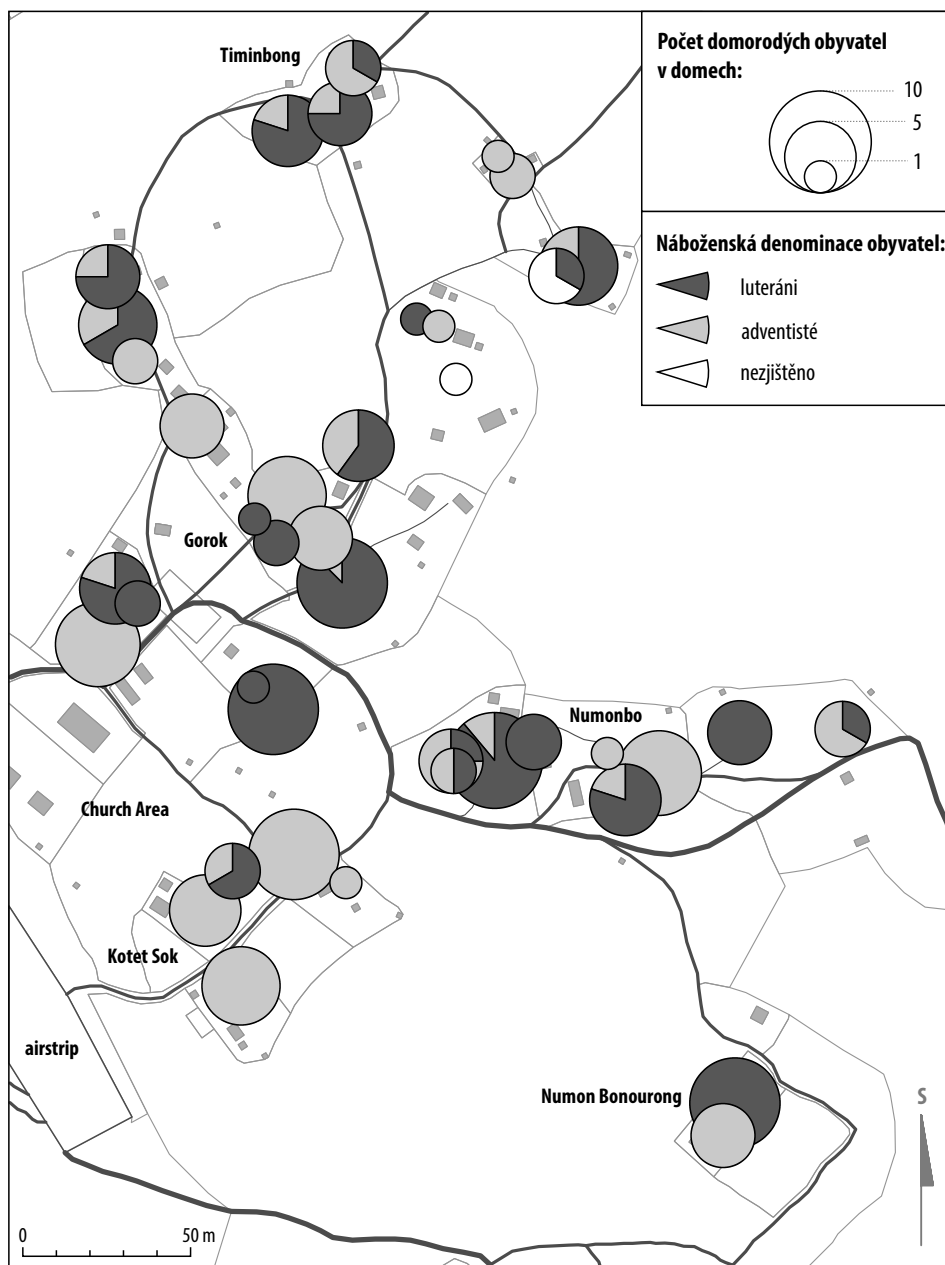 Timinbong
Počet domorodých obyvatel
v domech:
10
5
1
Náboženská denominace obyvatel:
luteráni
adventisté
nezjištěno
Gorok
Numonbo
Church Area
Kotet Sok
airstrip
Numon Bonourong
S
0 50 m